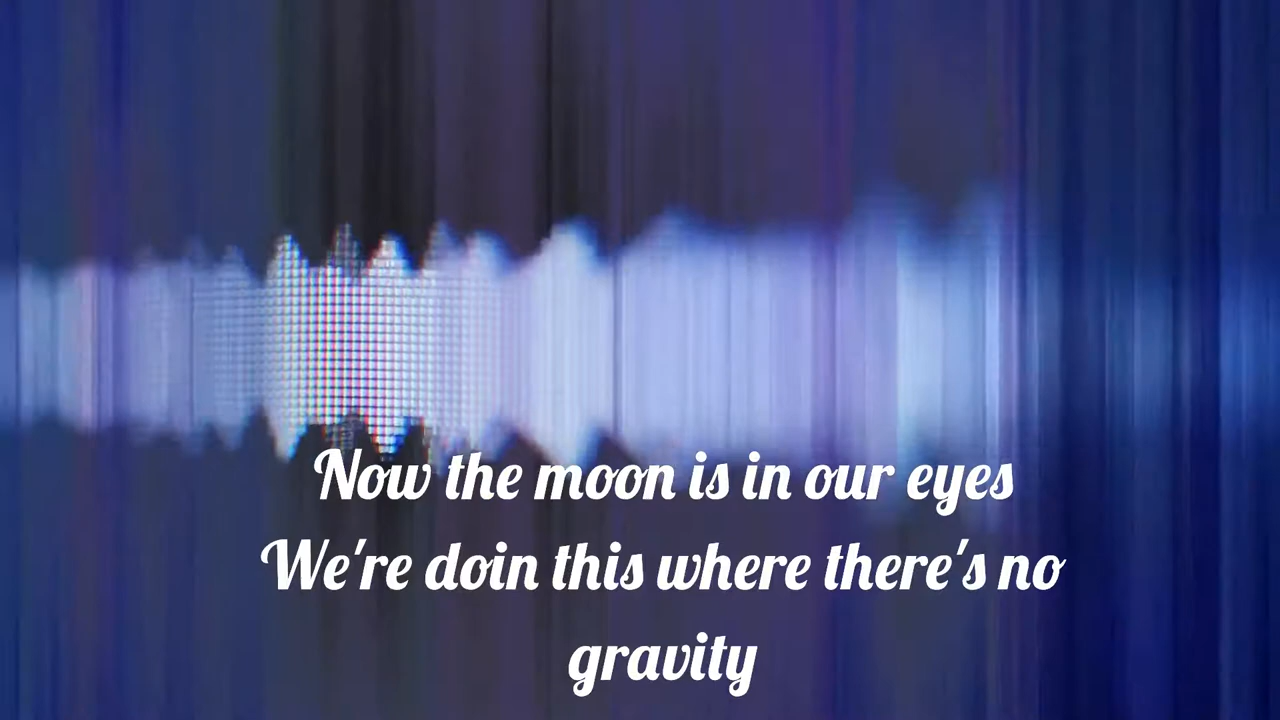 Now the moon is in our eyes
We're doin this where there's no
gravity